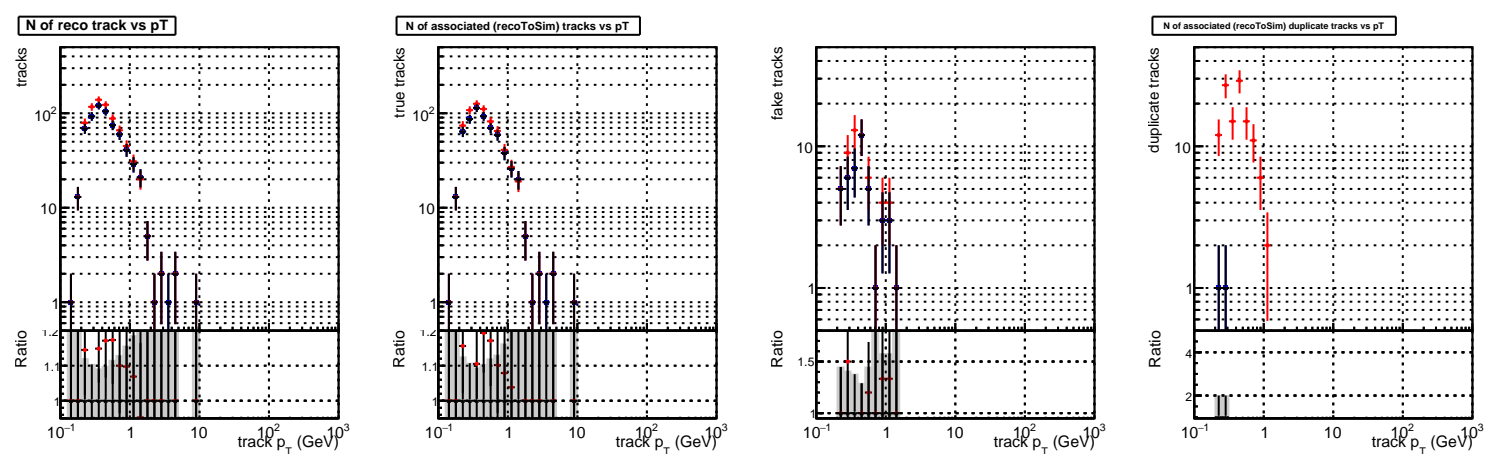 N of reco track vs pT
N of associated (recoToSim) tracks vs pT
N of associated (recoToSim) duplicate tracks vs pT
tracks
10²
10
1
Ratio
1.2
1.1
1
10⁻¹ 1 10 10² 10³
track p_T (GeV)
true tracks
10²
10
1
Ratio
1.2
1.1
1
10⁻¹ 1 10 10² 10³
track p_T (GeV)
fake tracks
10
1
Ratio
1.5
1
10⁻¹ 1 10 10² 10³
track p_T (GeV)
duplicate tracks
10
1
Ratio
4
2
10⁻¹ 1 10 10² 10³
track p_T (GeV)